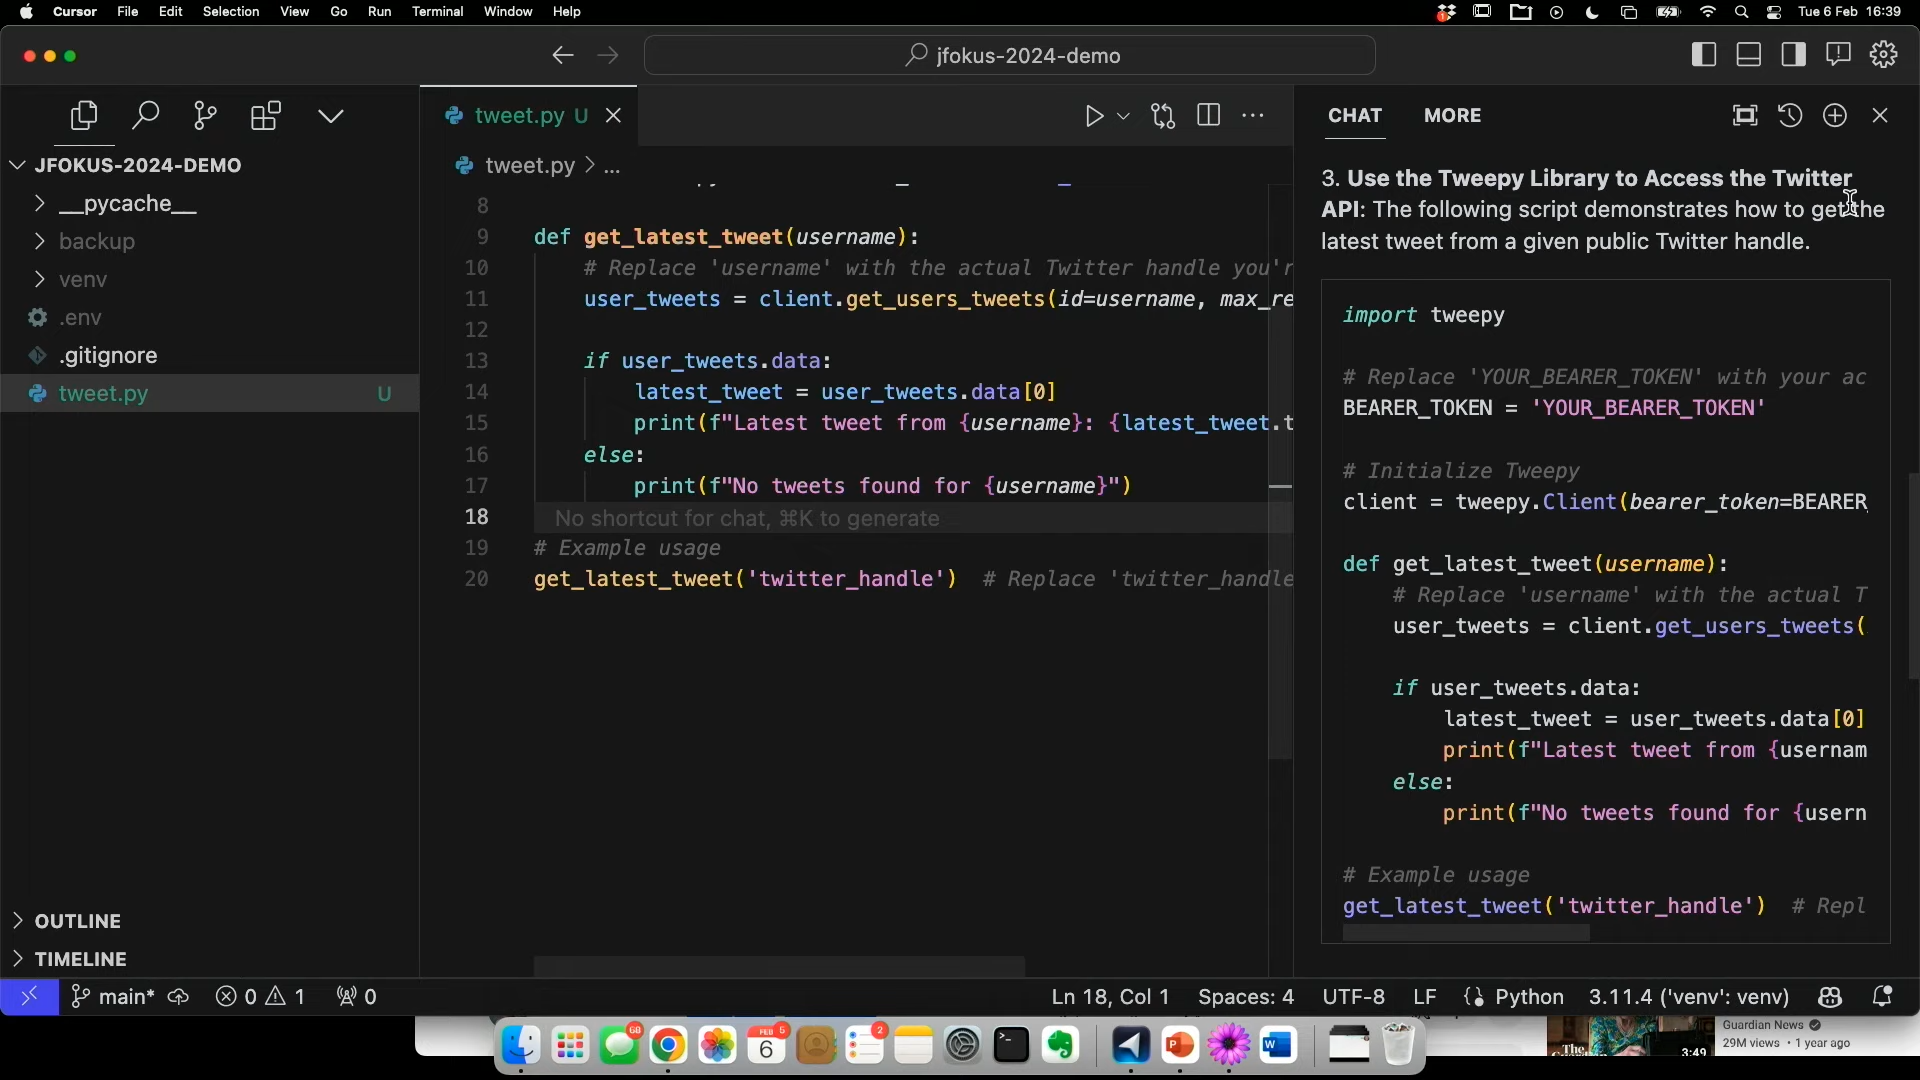 Cursor File Edit Selection View Go Run Terminal Window Help
Tue 6 Feb 16:39
jfokus-2024-demo
tweet.py U
CHAT MORE
JFOKUS-2024-DEMO
__pycache__
backup
venv
.env
.gitignore
tweet.py U
OUTLINE
TIMELINE
tweet.py > ...
8
9 def get_latest_tweet(username):
10 # Replace 'username' with the actual Twitter handle you'r
11 user_tweets = client.get_users_tweets(id=username, max_re
12
13 if user_tweets.data:
14 latest_tweet = user_tweets.data[0]
15 print(f"Latest tweet from {username}: {latest_tweet.t
16 else:
17 print(f"No tweets found for {username}")
18 No shortcut for chat, ⌘K to generate
19 # Example usage
20 get_latest_tweet('twitter_handle') # Replace 'twitter_handle
3. Use the Tweepy Library to Access the Twitter
API: The following script demonstrates how to get the
latest tweet from a given public Twitter handle.
import tweepy
# Replace 'YOUR_BEARER_TOKEN' with your ac
BEARER_TOKEN = 'YOUR_BEARER_TOKEN'
# Initialize Tweepy
client = tweepy.Client(bearer_token=BEARER_
def get_latest_tweet(username):
# Replace 'username' with the actual T
user_tweets = client.get_users_tweets(
if user_tweets.data:
latest_tweet = user_tweets.data[0]
print(f"Latest tweet from {usernam
else:
print(f"No tweets found for {usern
# Example usage
get_latest_tweet('twitter_handle') # Repl
main* 0 1 0
Ln 18, Col 1 Spaces: 4 UTF-8 LF Python 3.11.4 ('venv': venv)
68
FEB 5
6
2
P
W
The
3:49
Guardian News
29M views • 1 year ago